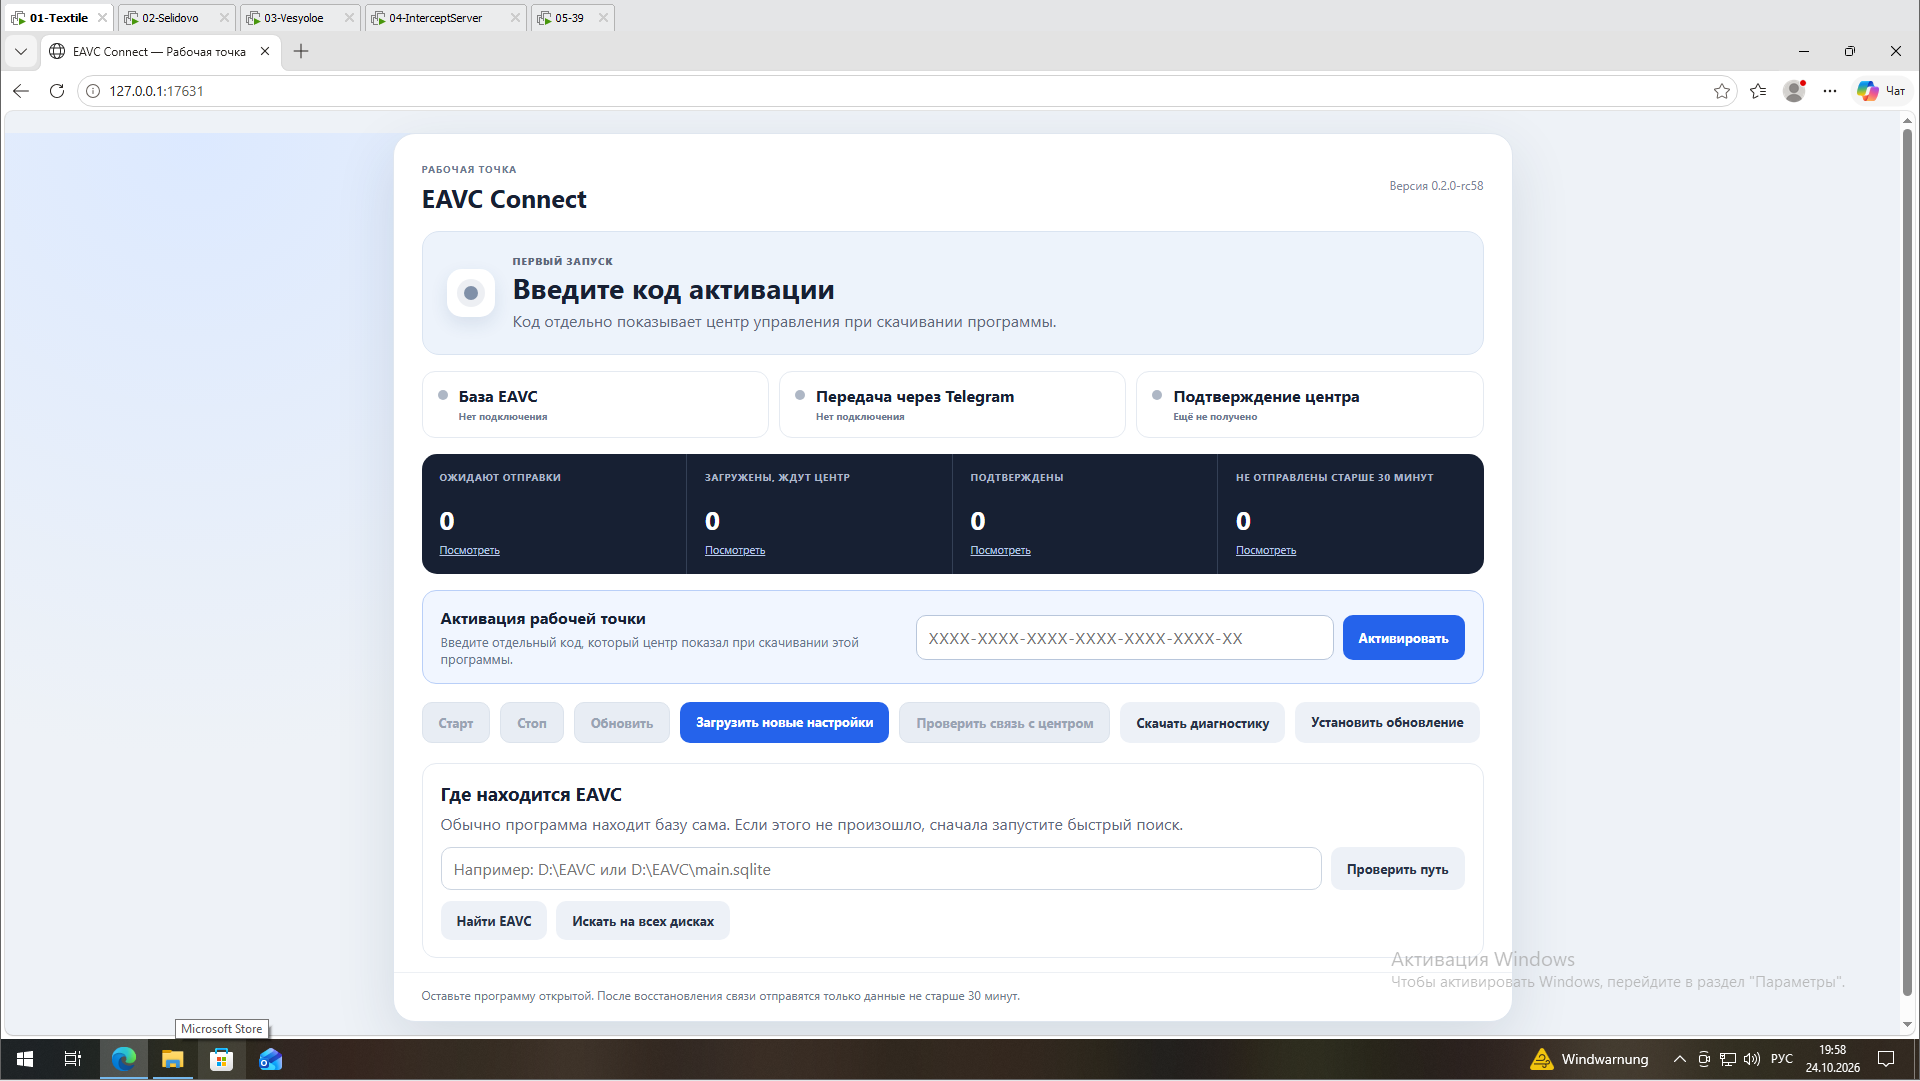 01-Textile
02-Selidovo
03-Vesyoloe
04-InterceptServer
05-39
EAVC Connect — Рабочая точка
127.0.0.1:17631
Чат
РАБОЧАЯ ТОЧКА
EAVC Connect
Версия 0.2.0-rc58
ПЕРВЫЙ ЗАПУСК
Введите код активации
Код отдельно показывает центр управления при скачивании программы.
База EAVC
Нет подключения
Передача через Telegram
Нет подключения
Подтверждение центра
Ещё не получено
ОЖИДАЮТ ОТПРАВКИ
0
Посмотреть
ЗАГРУЖЕНЫ, ЖДУТ ЦЕНТР
0
Посмотреть
ПОДТВЕРЖДЕНЫ
0
Посмотреть
НЕ ОТПРАВЛЕНЫ СТАРШЕ 30 МИНУТ
0
Посмотреть
Активация рабочей точки
Введите отдельный код, который центр показал при скачивании этой
программы.
XXXX-XXXX-XXXX-XXXX-XXXX-XXXX-XX
Активировать
Старт
Стоп
Обновить
Загрузить новые настройки
Проверить связь с центром
Скачать диагностику
Установить обновление
Где находится EAVC
Обычно программа находит базу сама. Если этого не произошло, сначала запустите быстрый поиск.
Например: D:\EAVC или D:\EAVC\main.sqlite
Проверить путь
Найти EAVC
Искать на всех дисках
Активация Windows
Чтобы активировать Windows, перейдите в раздел "Параметры".
Оставьте программу открытой. После восстановления связи отправятся только данные не старше 30 минут.
Microsoft Store
Windwarnung
РУС
19:58
24.10.2026